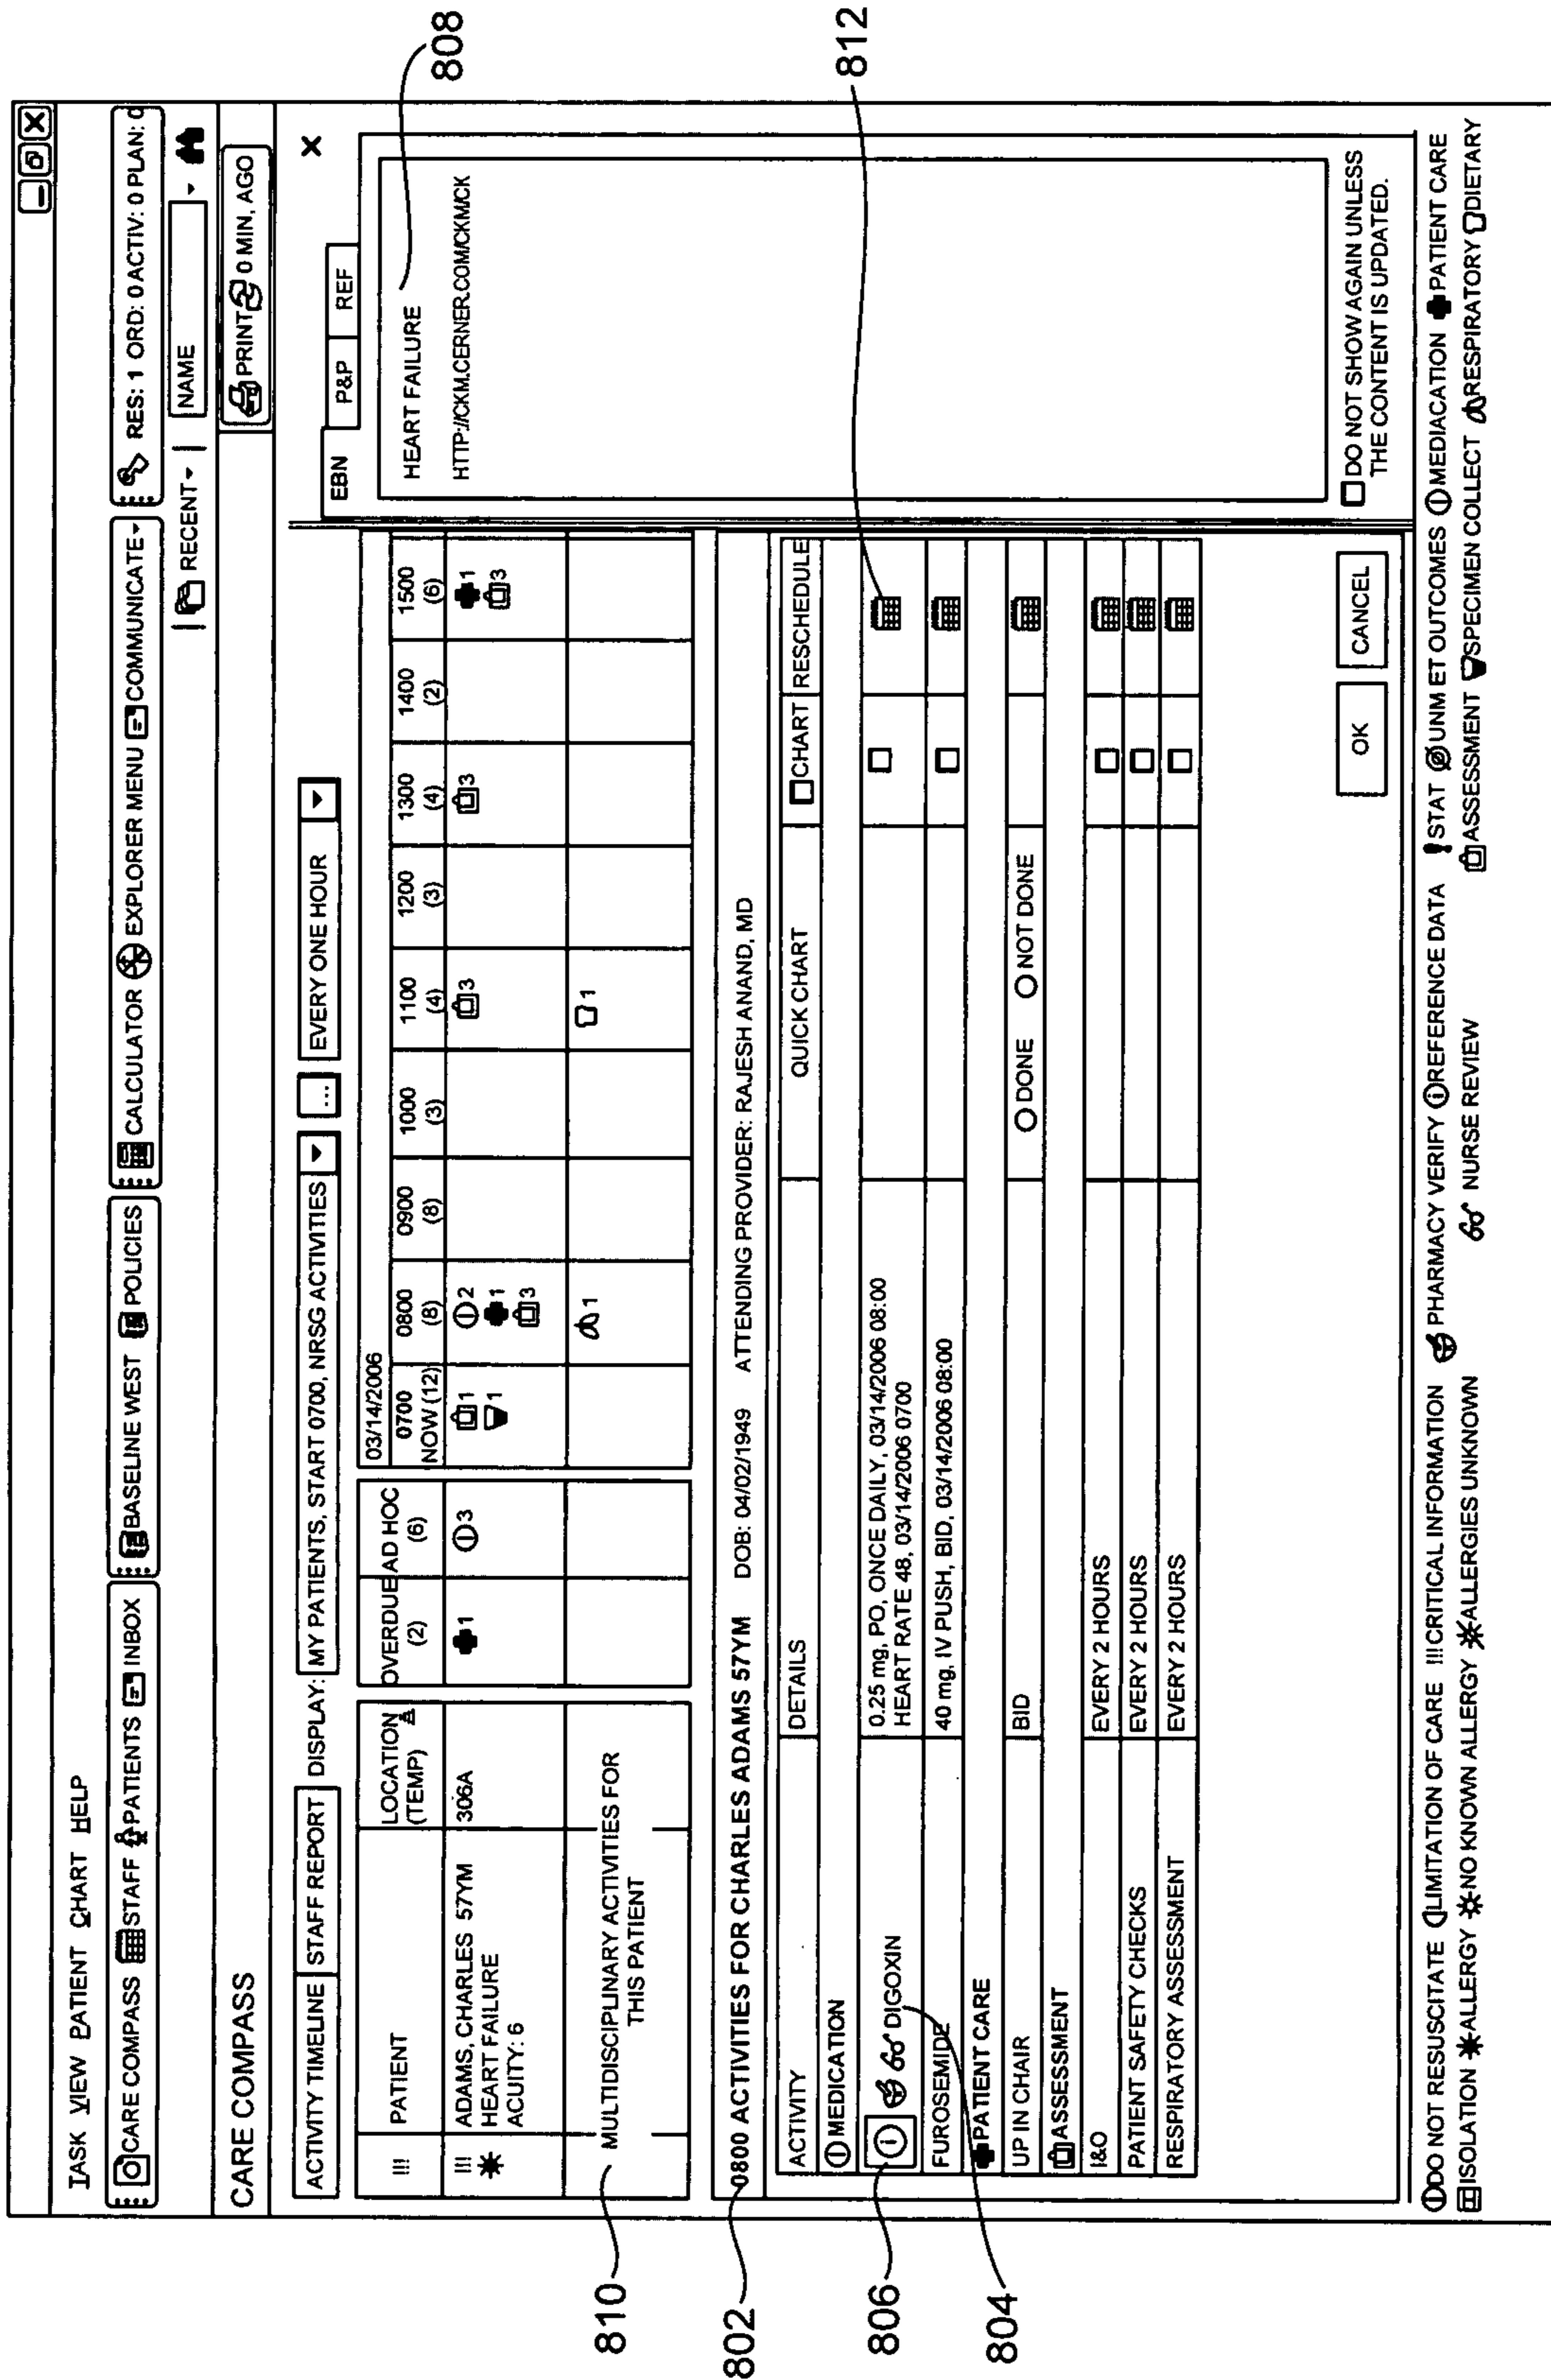 TASK VIEW PATIENT CHART HELP
CARE COMPASS STAFF PATIENTS INBOX BASELINE WEST POLICIES CALCULATOR EXPLORER MENU COMMUNICATE RES: 1 ORD: 0 ACTIV: 0 PLAN: 0
RECENT NAME
CARE COMPASS PRINT 0 MIN, AGO
ACTIVITY TIMELINE STAFF REPORT DISPLAY: MY PATIENTS, START 0700, NRSG ACTIVITIES ... EVERY ONE HOUR
03/14/2006
!!! PATIENT LOCATION OVERDUE AD HOC 0700 0800 0900 1000 1100 1200 1300 1400 1500
(TEMP) (2) (6) NOW (12) (8) (8) (3) (4) (3) (4) (2) (6)
!!! ADAMS, CHARLES 57YM 306A 1 3 1 2 3 3 1
HEART FAILURE 1 1 3
ACUITY: 6 3
MULTIDISCIPLINARY ACTIVITIES FOR 1 1
THIS PATIENT
EBN P&P REF
HEART FAILURE
HTTP://CKM.CERNER.COM/CKM/CK
DO NOT SHOW AGAIN UNLESS
THE CONTENT IS UPDATED.
0800 ACTIVITIES FOR CHARLES ADAMS 57YM DOB: 04/02/1949 ATTENDING PROVIDER: RAJESH ANAND, MD
ACTIVITY DETAILS QUICK CHART CHART RESCHEDULE
MEDICATION
DIGOXIN 0.25 mg, PO, ONCE DAILY, 03/14/2006 08:00
HEART RATE 48, 03/14/2006 0700
FUROSEMIDE 40 mg, IV PUSH, BID, 03/14/2006 08:00
PATIENT CARE
UP IN CHAIR BID DONE NOT DONE
ASSESSMENT
I&O EVERY 2 HOURS
PATIENT SAFETY CHECKS EVERY 2 HOURS
RESPIRATORY ASSESSMENT EVERY 2 HOURS
OK CANCEL
DO NOT RESUSCITATE LIMITATION OF CARE !!! CRITICAL INFORMATION PHARMACY VERIFY REFERENCE DATA STAT UNM ET OUTCOMES MEDIACATION PATIENT CARE
ISOLATION ALLERGY NO KNOWN ALLERGY ALLERGIES UNKNOWN NURSE REVIEW ASSESSMENT SPECIMEN COLLECT RESPIRATORY DIETARY
808
812
810
802
806
804